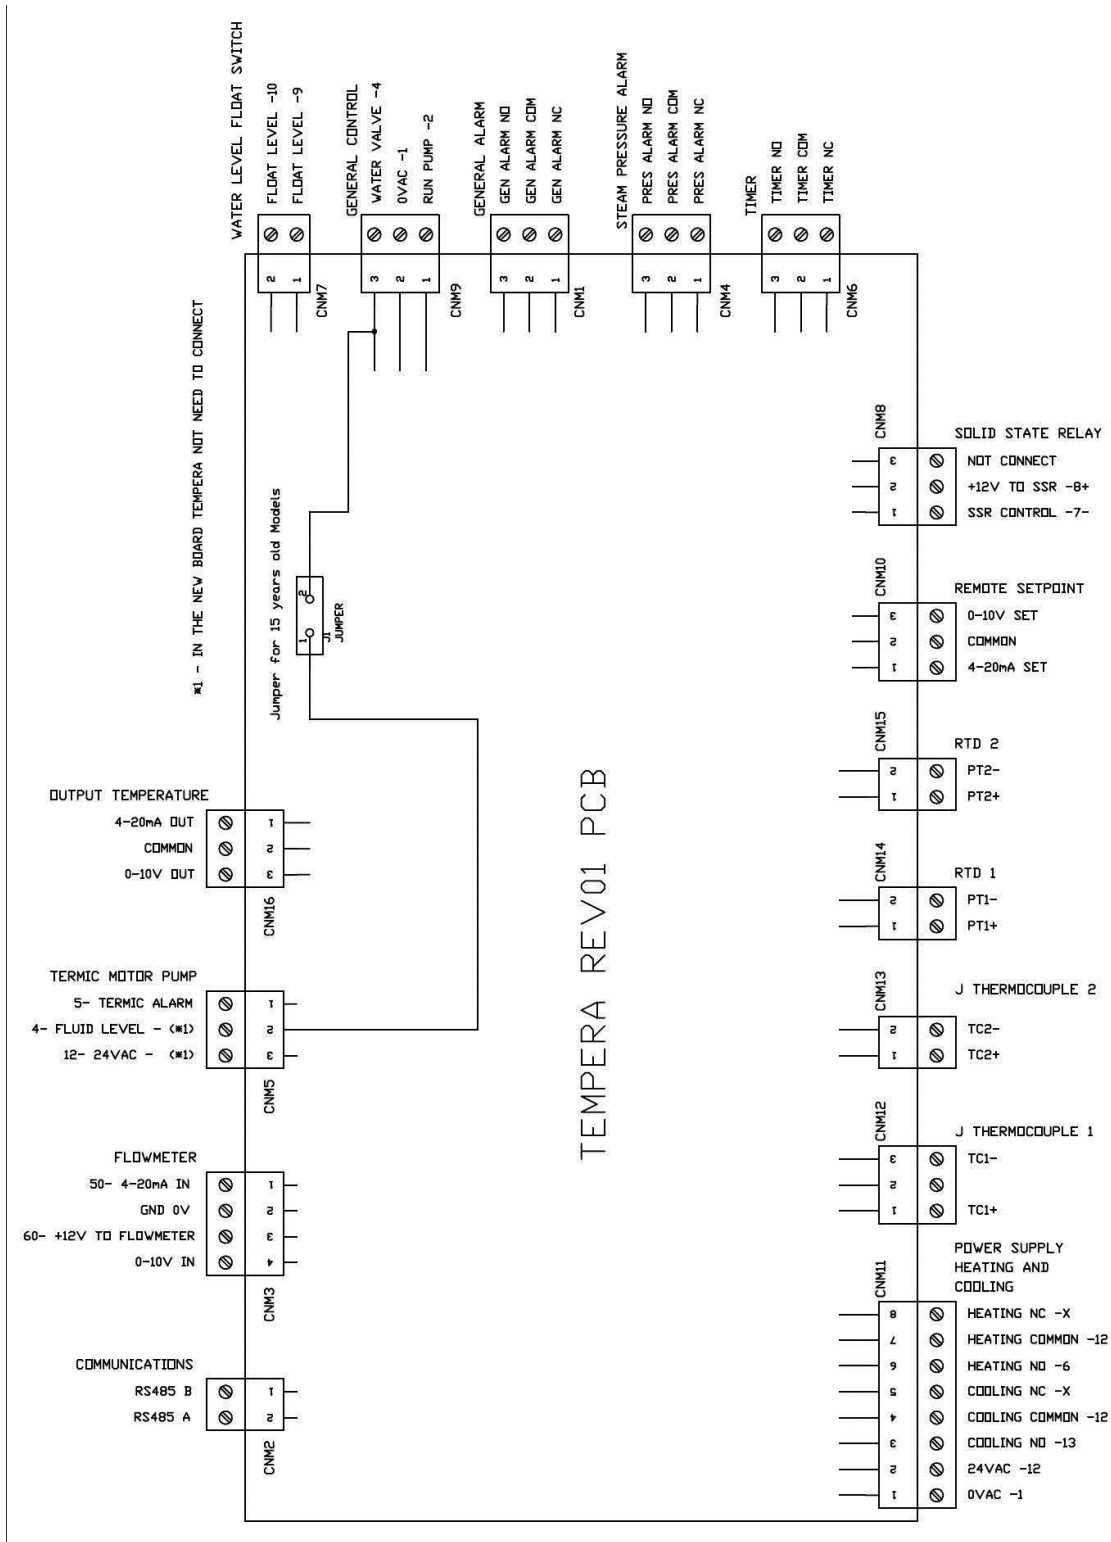 WATER LEVEL FLOAT SWITCH
FLOAT LEVEL -10
FLOAT LEVEL -9
2
1
CNM7
GENERAL CONTROL
WATER VALVE -4
0VAC -1
RUN PUMP -2
3
2
1
CNM9
GENERAL ALARM
GEN ALARM NO
GEN ALARM COM
GEN ALARM NC
3
2
1
CNM1
STEAM PRESSURE ALARM
PRES ALARM NO
PRES ALARM COM
PRES ALARM NC
3
2
1
CNM4
TIMER
TIMER NO
TIMER COM
TIMER NC
3
2
1
CNM6
*1 - IN THE NEW BOARD TEMPERA NOT NEED TO CONNECT
Jumper for 15 years old Models
2
1
J1
JUMPER
OUTPUT TEMPERATURE
4-20mA OUT 1
COMMON 2
0-10V OUT 3
CNM16
TERMIC MOTOR PUMP
5- TERMIC ALARM 1
4- FLUID LEVEL - (*1) 2
12- 24VAC - (*1) 3
CNM5
FLOWMETER
50- 4-20mA IN 1
GND 0V 2
60- +12V TO FLOWMETER 3
0-10V IN 4
CNM3
COMMUNICATIONS
RS485 B 1
RS485 A 2
CNM2
TEMPERA REV01 PCB
CNM8
SOLID STATE RELAY
3 NOT CONNECT
2 +12V TO SSR -8+
1 SSR CONTROL -7-
CNM10
REMOTE SETPOINT
3 0-10V SET
2 COMMON
1 4-20mA SET
CNM15
RTD 2
2 PT2-
1 PT2+
CNM14
RTD 1
2 PT1-
1 PT1+
CNM13
J THERMOCOUPLE 2
2 TC2-
1 TC2+
CNM12
J THERMOCOUPLE 1
3 TC1-
2
1 TC1+
CNM11
POWER SUPPLY
HEATING AND
COOLING
8 HEATING NC -X
7 HEATING COMMON -12
6 HEATING NO -6
5 COOLING NC -X
4 COOLING COMMON -12
3 COOLING NO -13
2 24VAC -12
1 0VAC -1